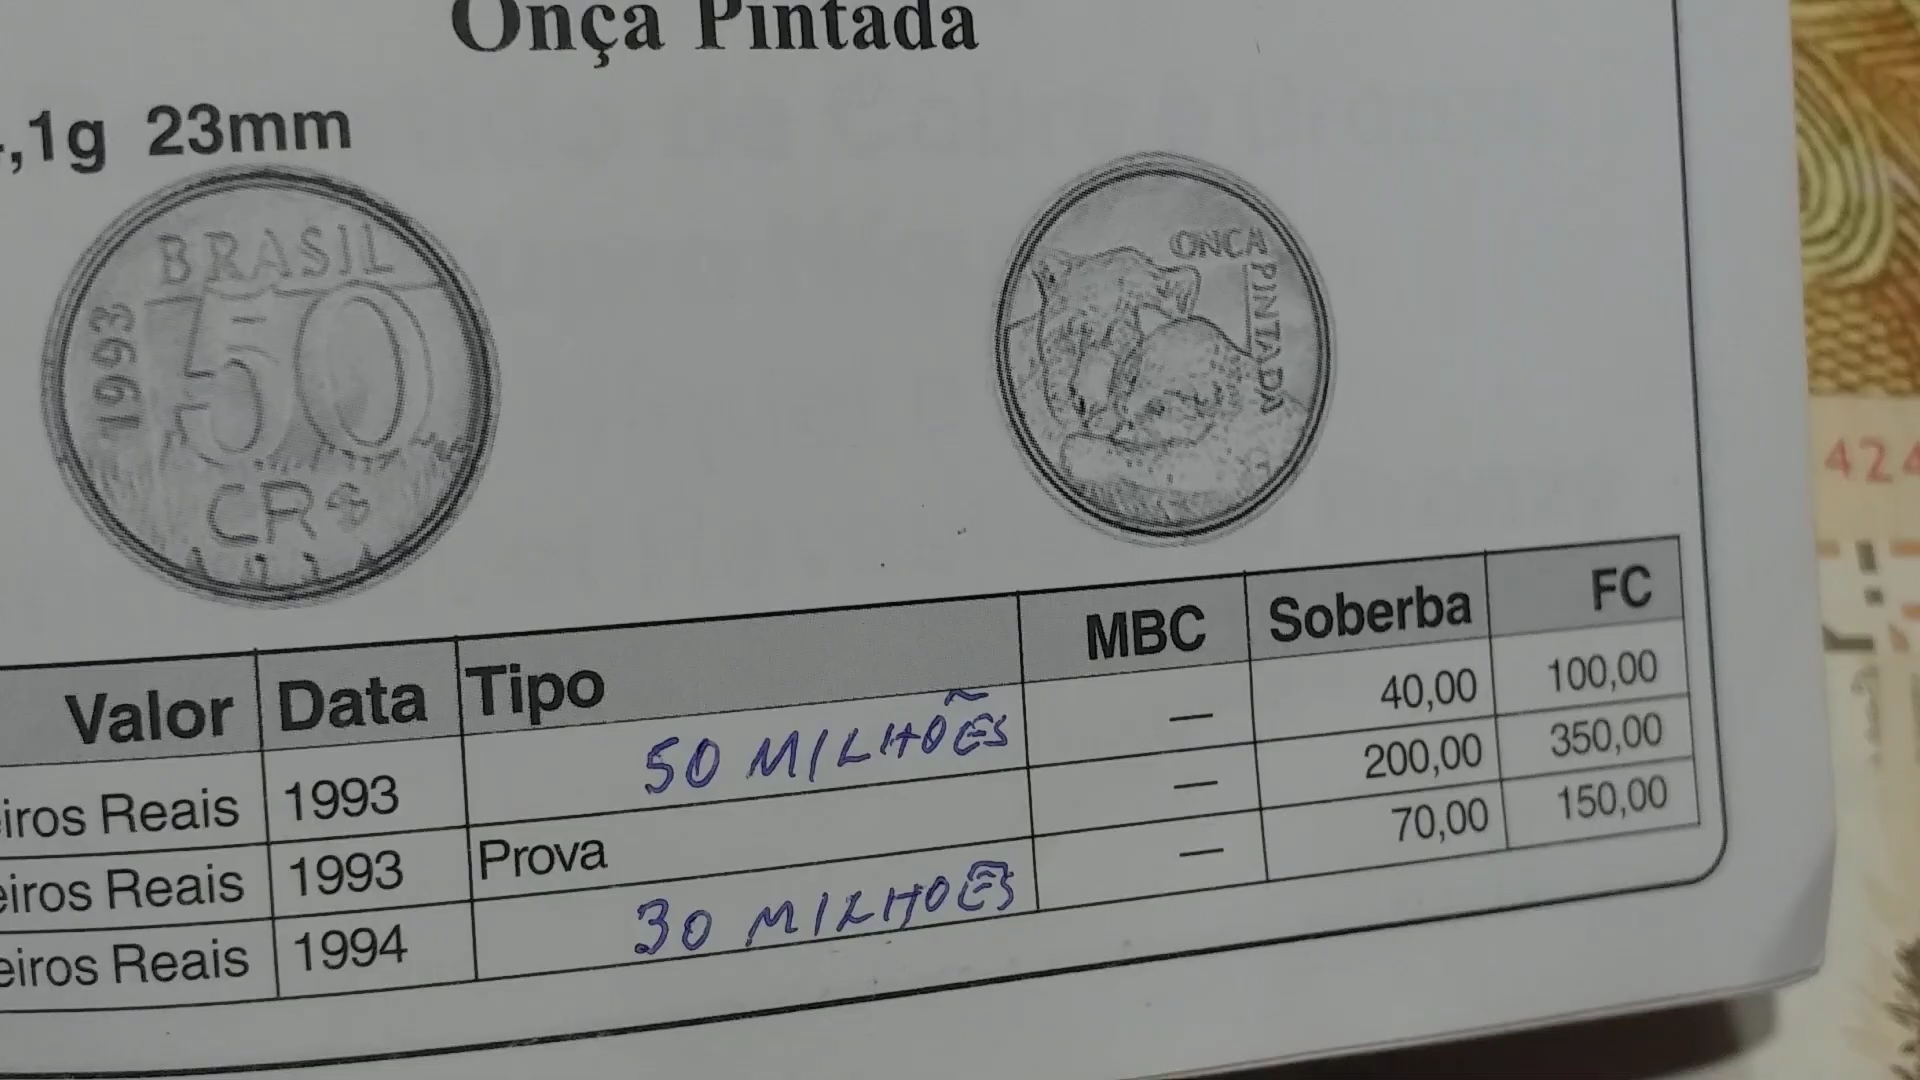 Onça Pintada
,1g 23mm
BRASIL
1993
50
CR$
ONÇA PINTADA
Valor Data Tipo MBC Soberba FC
eiros Reais 1993 50 MILHÕES — 40,00 100,00
eiros Reais 1993 Prova — 200,00 350,00
eiros Reais 1994 30 MILHÕES — 70,00 150,00
424